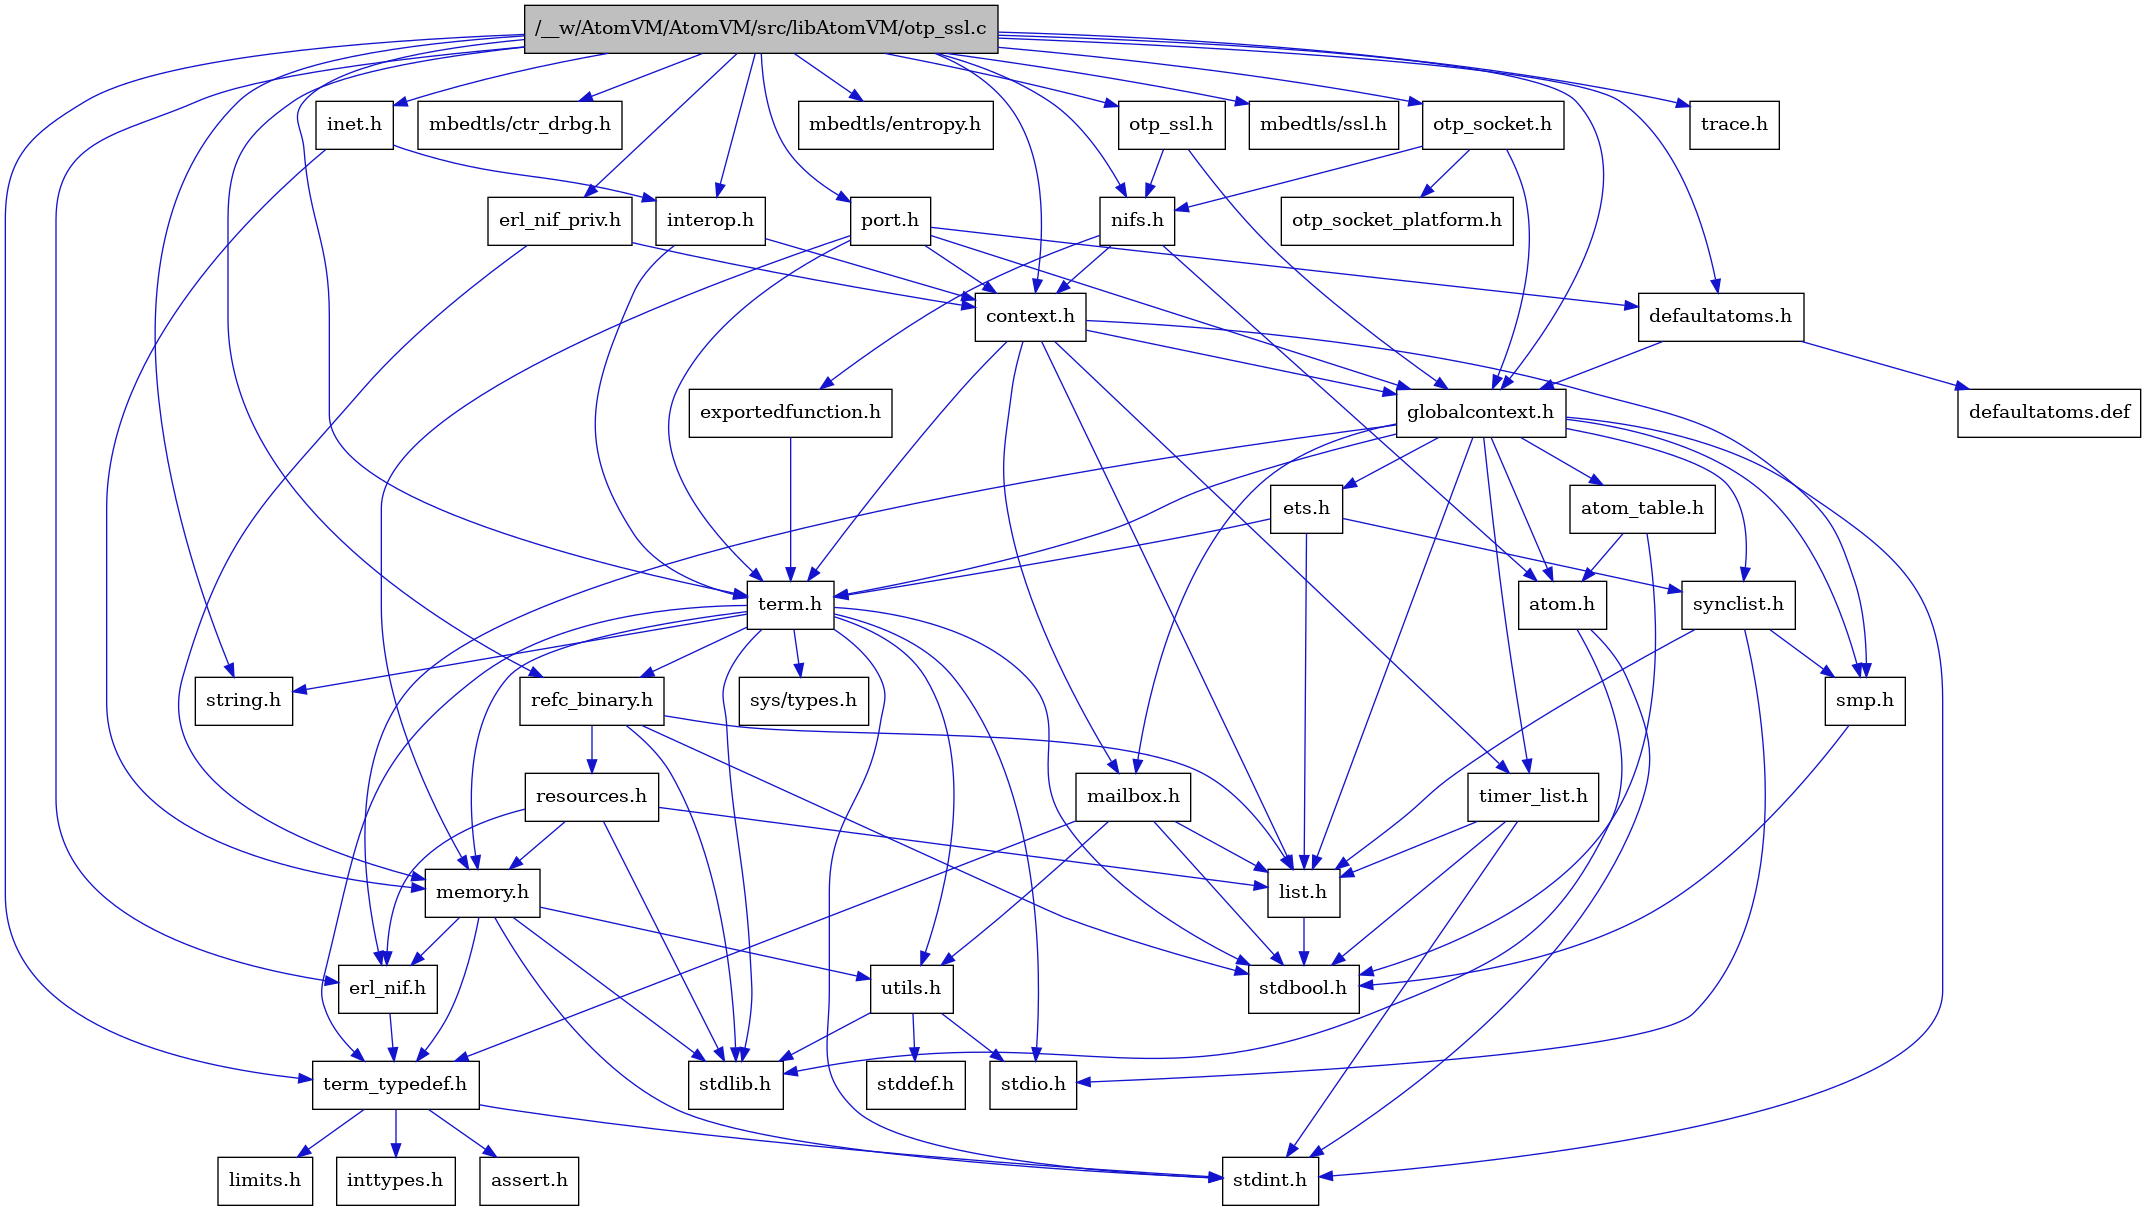 /__w/AtomVM/AtomVM/src/libAtomVM/otp_ssl.c
inet.h
mbedtls/ctr_drbg.h
mbedtls/entropy.h
otp_ssl.h
mbedtls/ssl.h
otp_socket.h
trace.h
erl_nif_priv.h
interop.h
port.h
nifs.h
otp_socket_platform.h
context.h
defaultatoms.h
exportedfunction.h
globalcontext.h
defaultatoms.def
ets.h
atom_table.h
term.h
atom.h
synclist.h
string.h
refc_binary.h
sys/types.h
smp.h
resources.h
mailbox.h
timer_list.h
memory.h
list.h
erl_nif.h
utils.h
stdbool.h
term_typedef.h
stdlib.h
stddef.h
stdio.h
limits.h
inttypes.h
assert.h
stdint.h